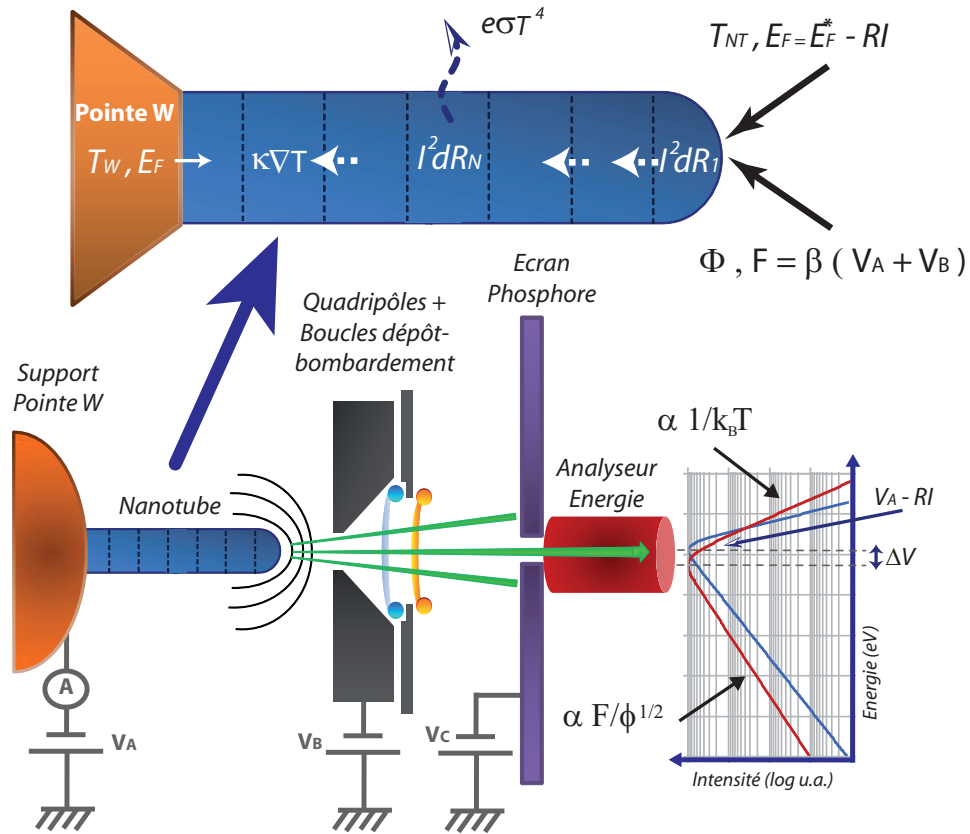 eσT⁴
T_NT , E_F = E_F^* - RI
Pointe W
T_W , E_F
κ∇T
I²dR_N
I²dR_1
Φ , F = β ( V_A + V_B )
Ecran
Phosphore
Quadripôles +
Boucles dépôt-
bombardement
Support
Pointe W
Nanotube
Analyseur
Energie
α 1/k_BT
V_A - RI
ΔV
Energie (eV)
α F/ϕ^1/2
Intensité (log u.a.)
A
V_A
V_B
V_C